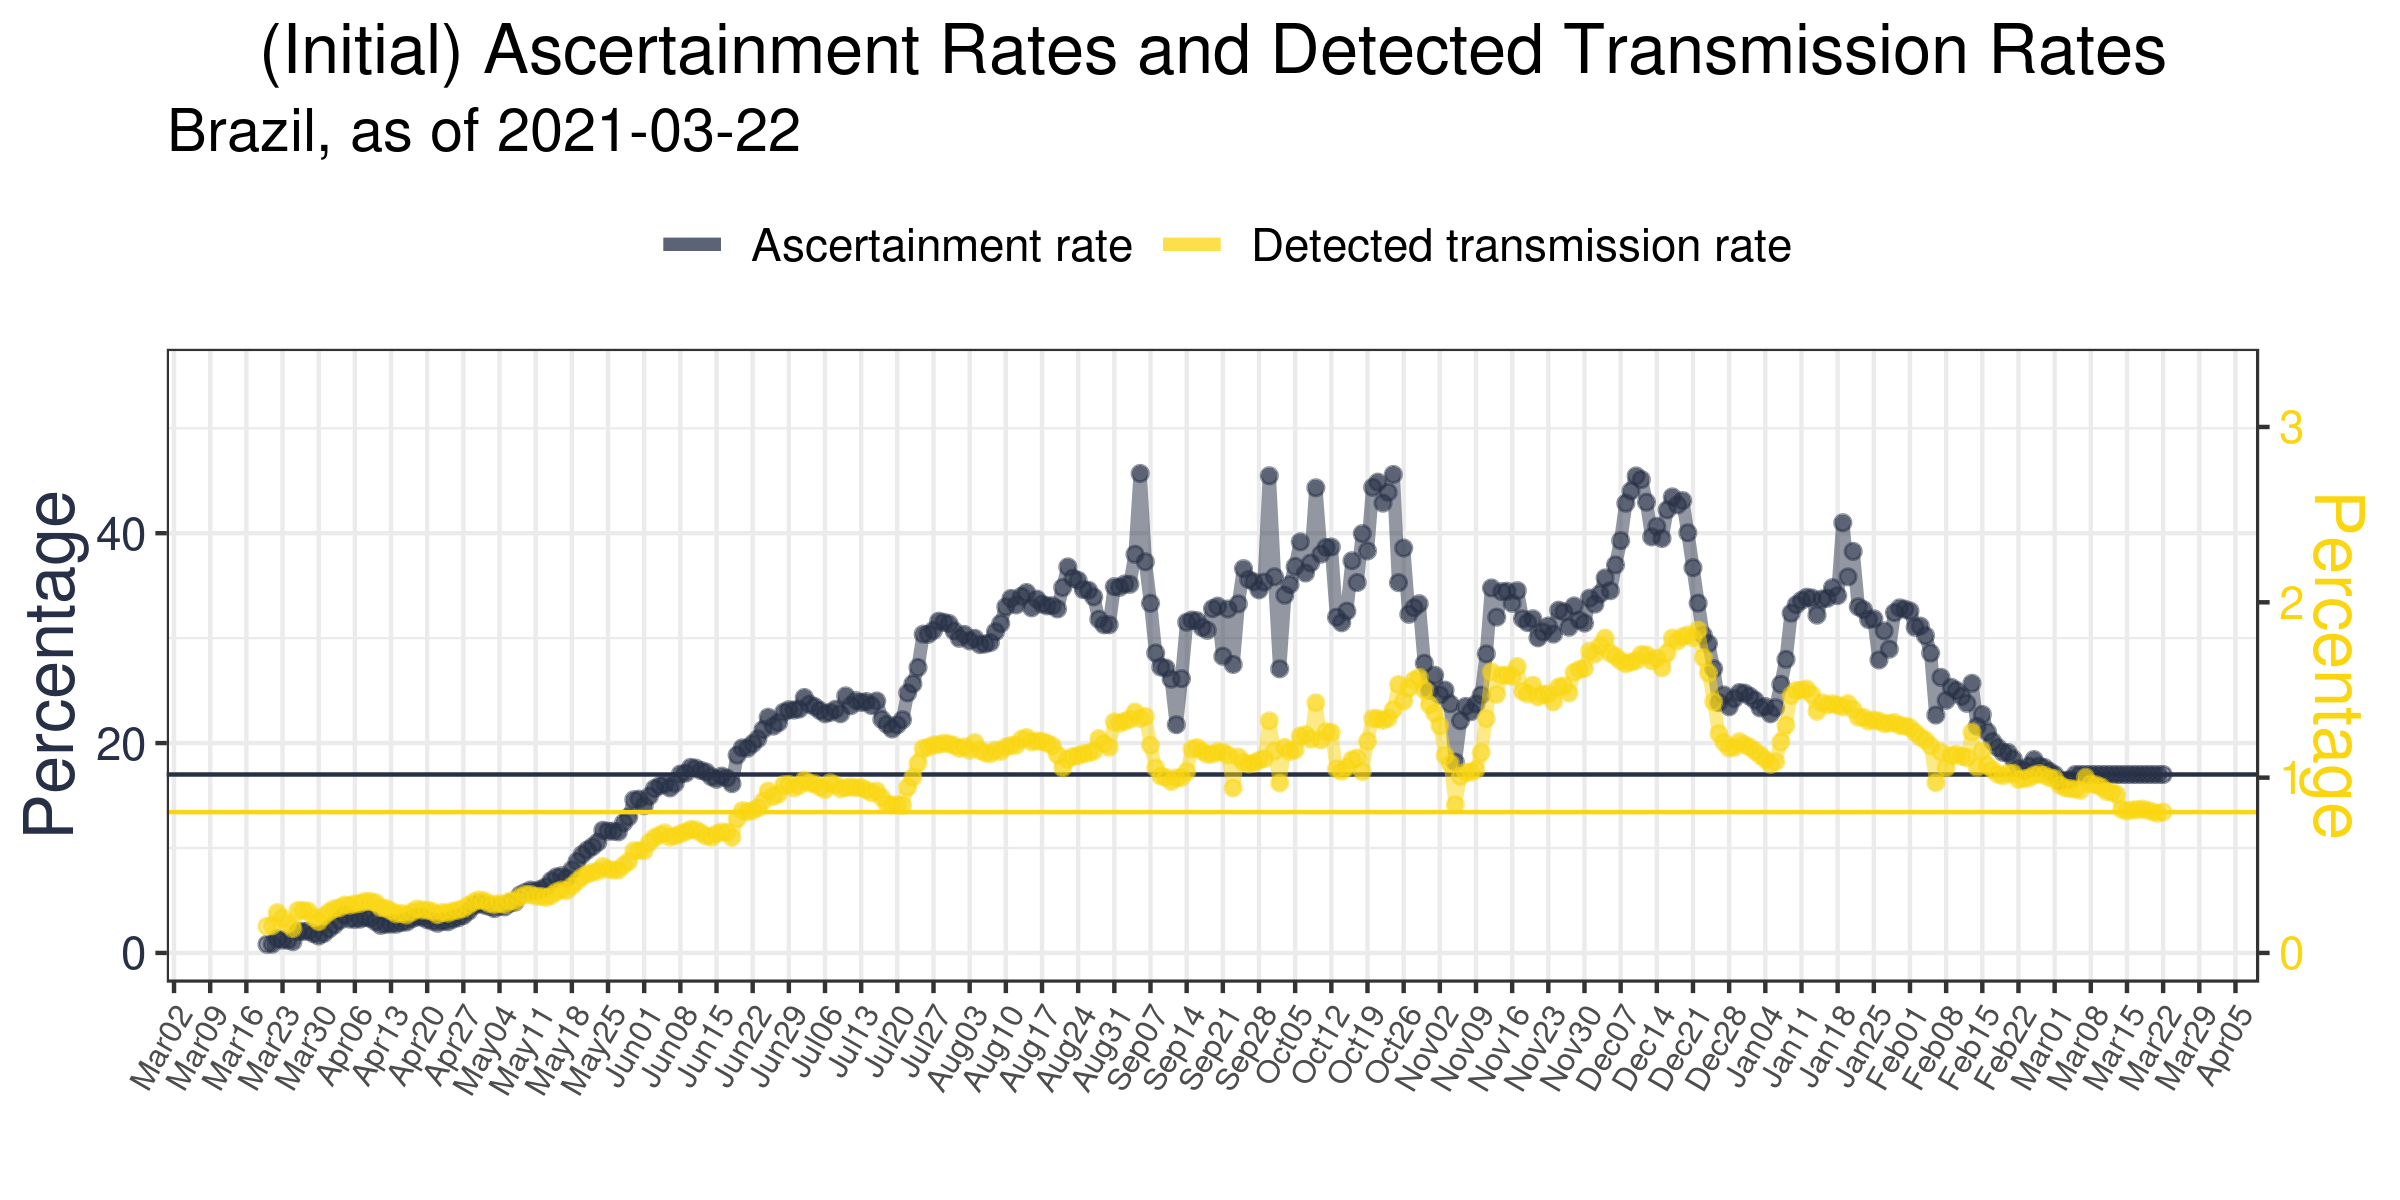 (Initial) Ascertainment Rates and Detected Transmission Rates
Brazil, as of 2021-03-22
Ascertainment rate Detected transmission rate
Percentage
40
20
0
3
2
1
0
Percentage
Mar02 Mar09 Mar16 Mar23 Mar30 Apr06 Apr13 Apr20 Apr27 May04 May11 May18 May25 Jun01 Jun08 Jun15 Jun22 Jun29 Jul06 Jul13 Jul20 Jul27 Aug03 Aug10 Aug17 Aug24 Aug31 Sep07 Sep14 Sep21 Sep28 Oct05 Oct12 Oct19 Oct26 Nov02 Nov09 Nov16 Nov23 Nov30 Dec07 Dec14 Dec21 Dec28 Jan04 Jan11 Jan18 Jan25 Feb01 Feb08 Feb15 Feb22 Mar01 Mar08 Mar15 Mar22 Mar29 Apr05